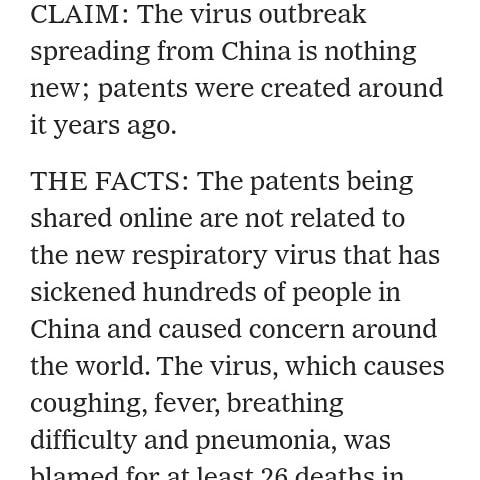 CLAIM: The virus outbreak
spreading from China is nothing
new; patents were created around
it years ago.
THE FACTS: The patents being
shared online are not related to
the new respiratory virus that has
sickened hundreds of people in
China and caused concern around
the world. The virus, which causes
coughing, fever, breathing
difficulty and pneumonia, was
blamed for at least 26 deaths in